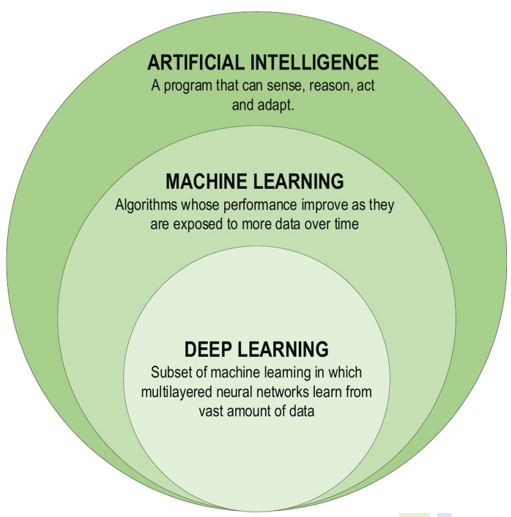 ARTIFICIAL INTELLIGENCE
A program that can sense, reason, act
and adapt.
MACHINE LEARNING
Algorithms whose performance improve as they
are exposed to more data over time
DEEP LEARNING
Subset of machine learning in which
multilayered neural networks learn from
vast amount of data